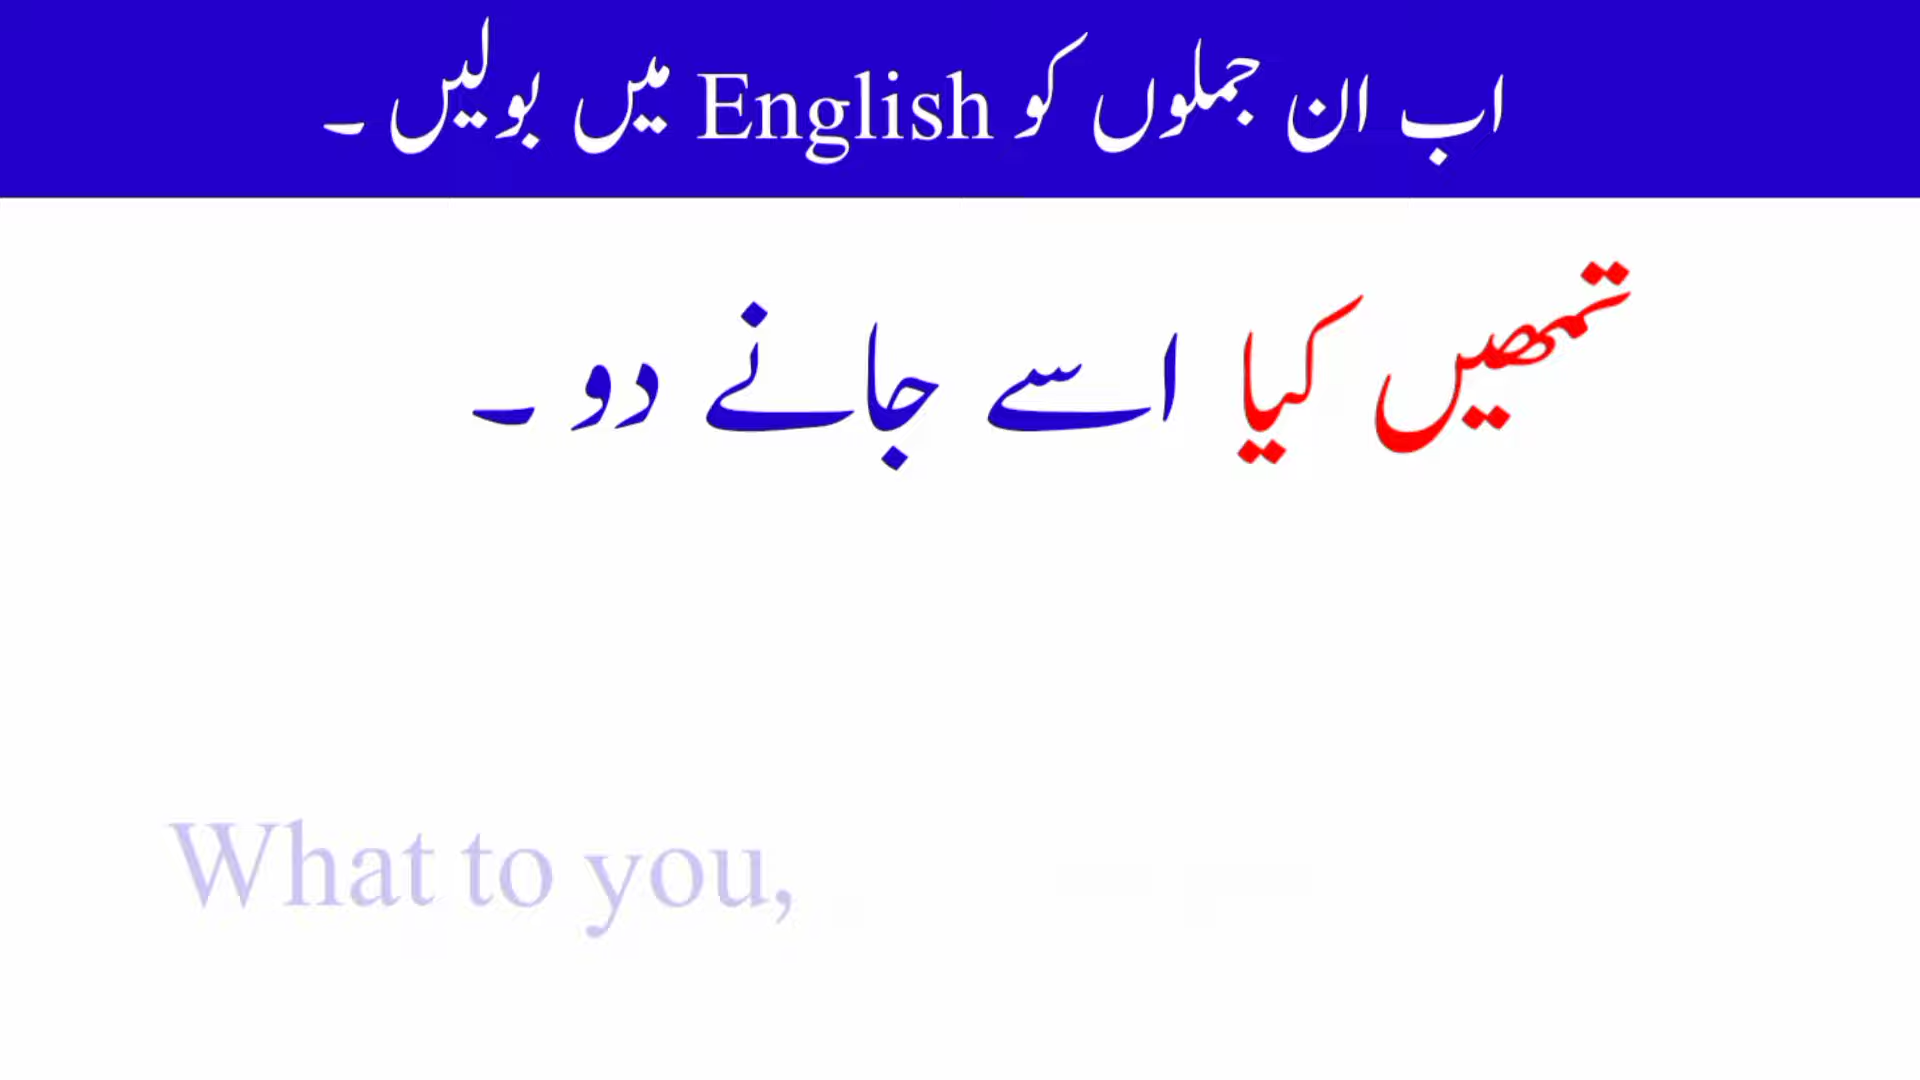 اب ان جملوں کو English میں بولیں ۔
تمھیں کیا اسے جانے دو ۔
What to you,